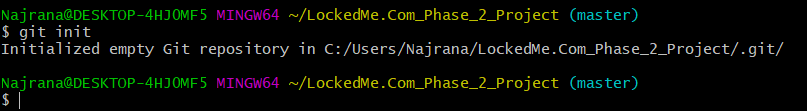 Najrana@DESKTOP-4HJOMF5 MINGW64 ~/LockedMe.Com_Phase_2_Project (master)
$ git init
Initialized empty Git repository in C:/Users/Najrana/LockedMe.Com_Phase_2_Project/.git/
Najrana@DESKTOP-4HJOMF5 MINGW64 ~/LockedMe.Com_Phase_2_Project (master)
$